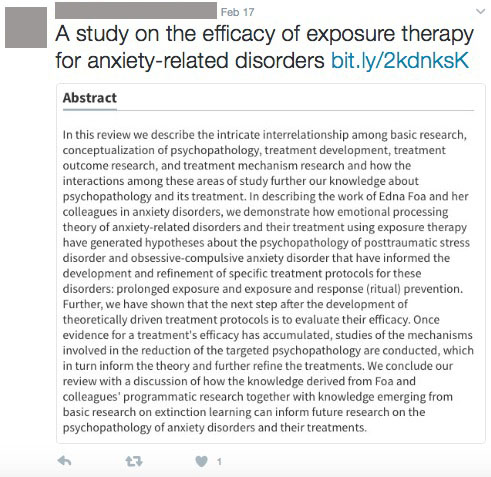 Feb 17
A study on the efficacy of exposure therapy
for anxiety-related disorders bit.ly/2kdnksK
Abstract
In this review we describe the intricate interrelationship among basic research,
conceptualization of psychopathology, treatment development, treatment
outcome research, and treatment mechanism research and how the
interactions among these areas of study further our knowledge about
psychopathology and its treatment. In describing the work of Edna Foa and her
colleagues in anxiety disorders, we demonstrate how emotional processing
theory of anxiety-related disorders and their treatment using exposure therapy
have generated hypotheses about the psychopathology of posttraumatic stress
disorder and obsessive-compulsive anxiety disorder that have informed the
development and refinement of specific treatment protocols for these
disorders: prolonged exposure and exposure and response (ritual) prevention.
Further, we have shown that the next step after the development of
theoretically driven treatment protocols is to evaluate their efficacy. Once
evidence for a treatment's efficacy has accumulated, studies of the mechanisms
involved in the reduction of the targeted psychopathology are conducted, which
in turn inform the theory and further refine the treatments. We conclude our
review with a discussion of how the knowledge derived from Foa and
colleagues' programmatic research together with knowledge emerging from
basic research on extinction learning can inform future research on the
psychopathology of anxiety disorders and their treatments.
1